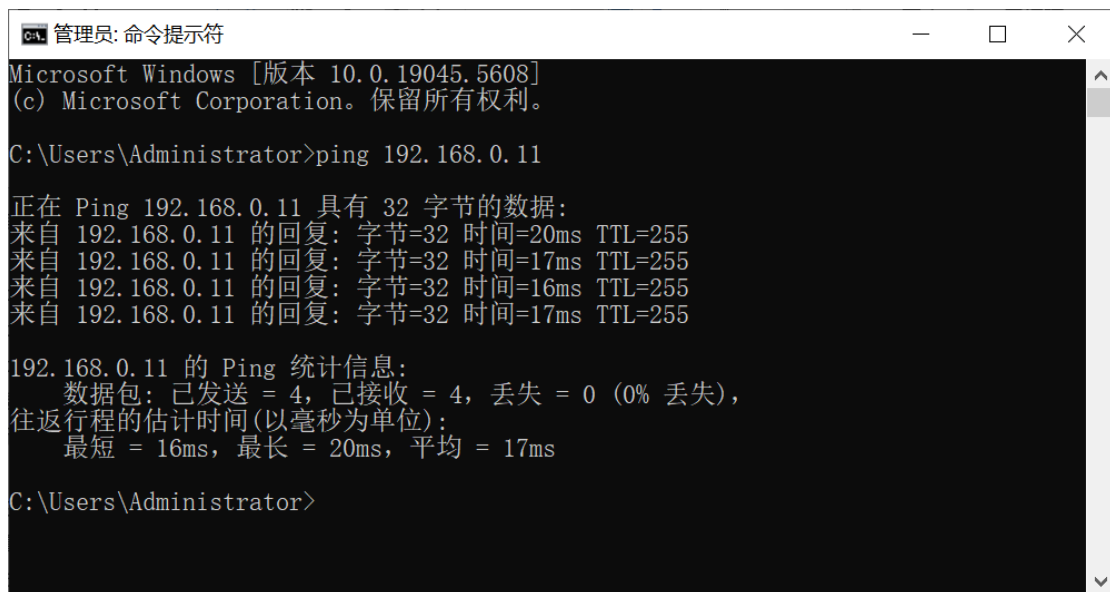 管理员: 命令提示符
Microsoft Windows [版本 10.0.19045.5608]
(c) Microsoft Corporation。保留所有权利。
C:\Users\Administrator>ping 192.168.0.11
正在 Ping 192.168.0.11 具有 32 字节的数据:
来自 192.168.0.11 的回复: 字节=32 时间=20ms TTL=255
来自 192.168.0.11 的回复: 字节=32 时间=17ms TTL=255
来自 192.168.0.11 的回复: 字节=32 时间=16ms TTL=255
来自 192.168.0.11 的回复: 字节=32 时间=17ms TTL=255
192.168.0.11 的 Ping 统计信息:
    数据包: 已发送 = 4，已接收 = 4，丢失 = 0 (0% 丢失)，
往返行程的估计时间(以毫秒为单位):
    最短 = 16ms，最长 = 20ms，平均 = 17ms
C:\Users\Administrator>